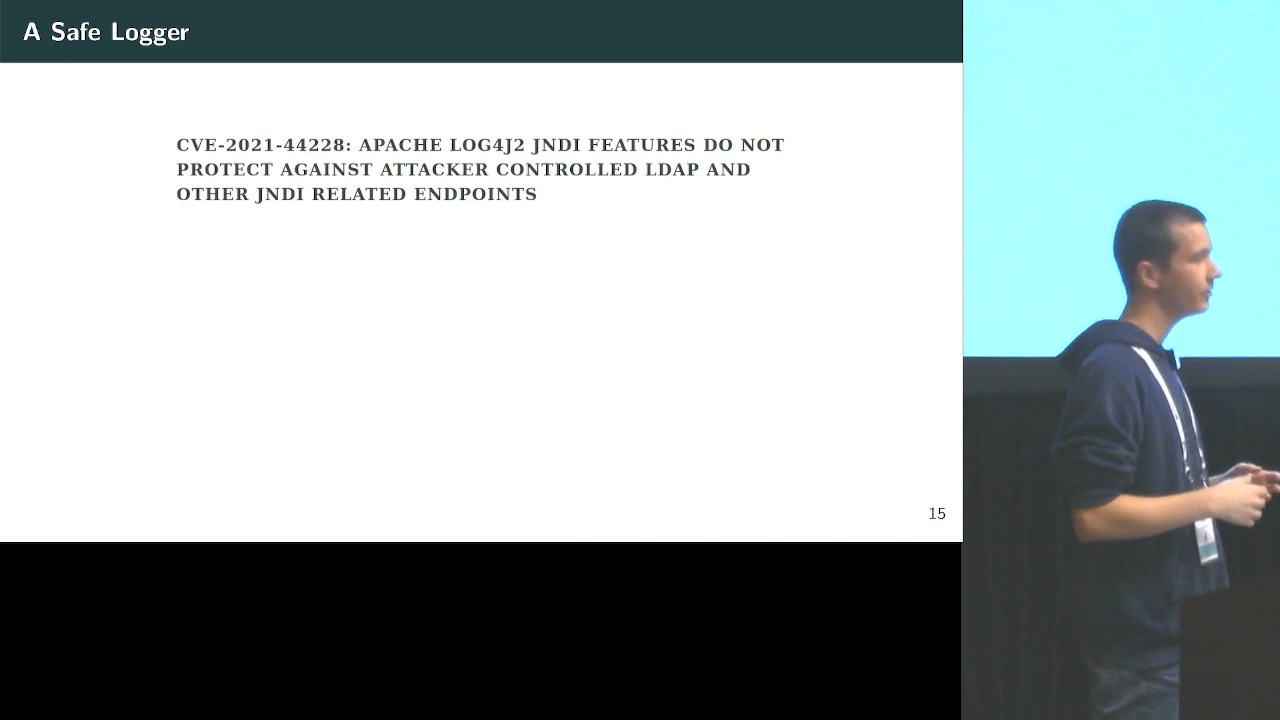 A Safe Logger
CVE-2021-44228: APACHE LOG4J2 JNDI FEATURES DO NOT
PROTECT AGAINST ATTACKER CONTROLLED LDAP AND
OTHER JNDI RELATED ENDPOINTS
15